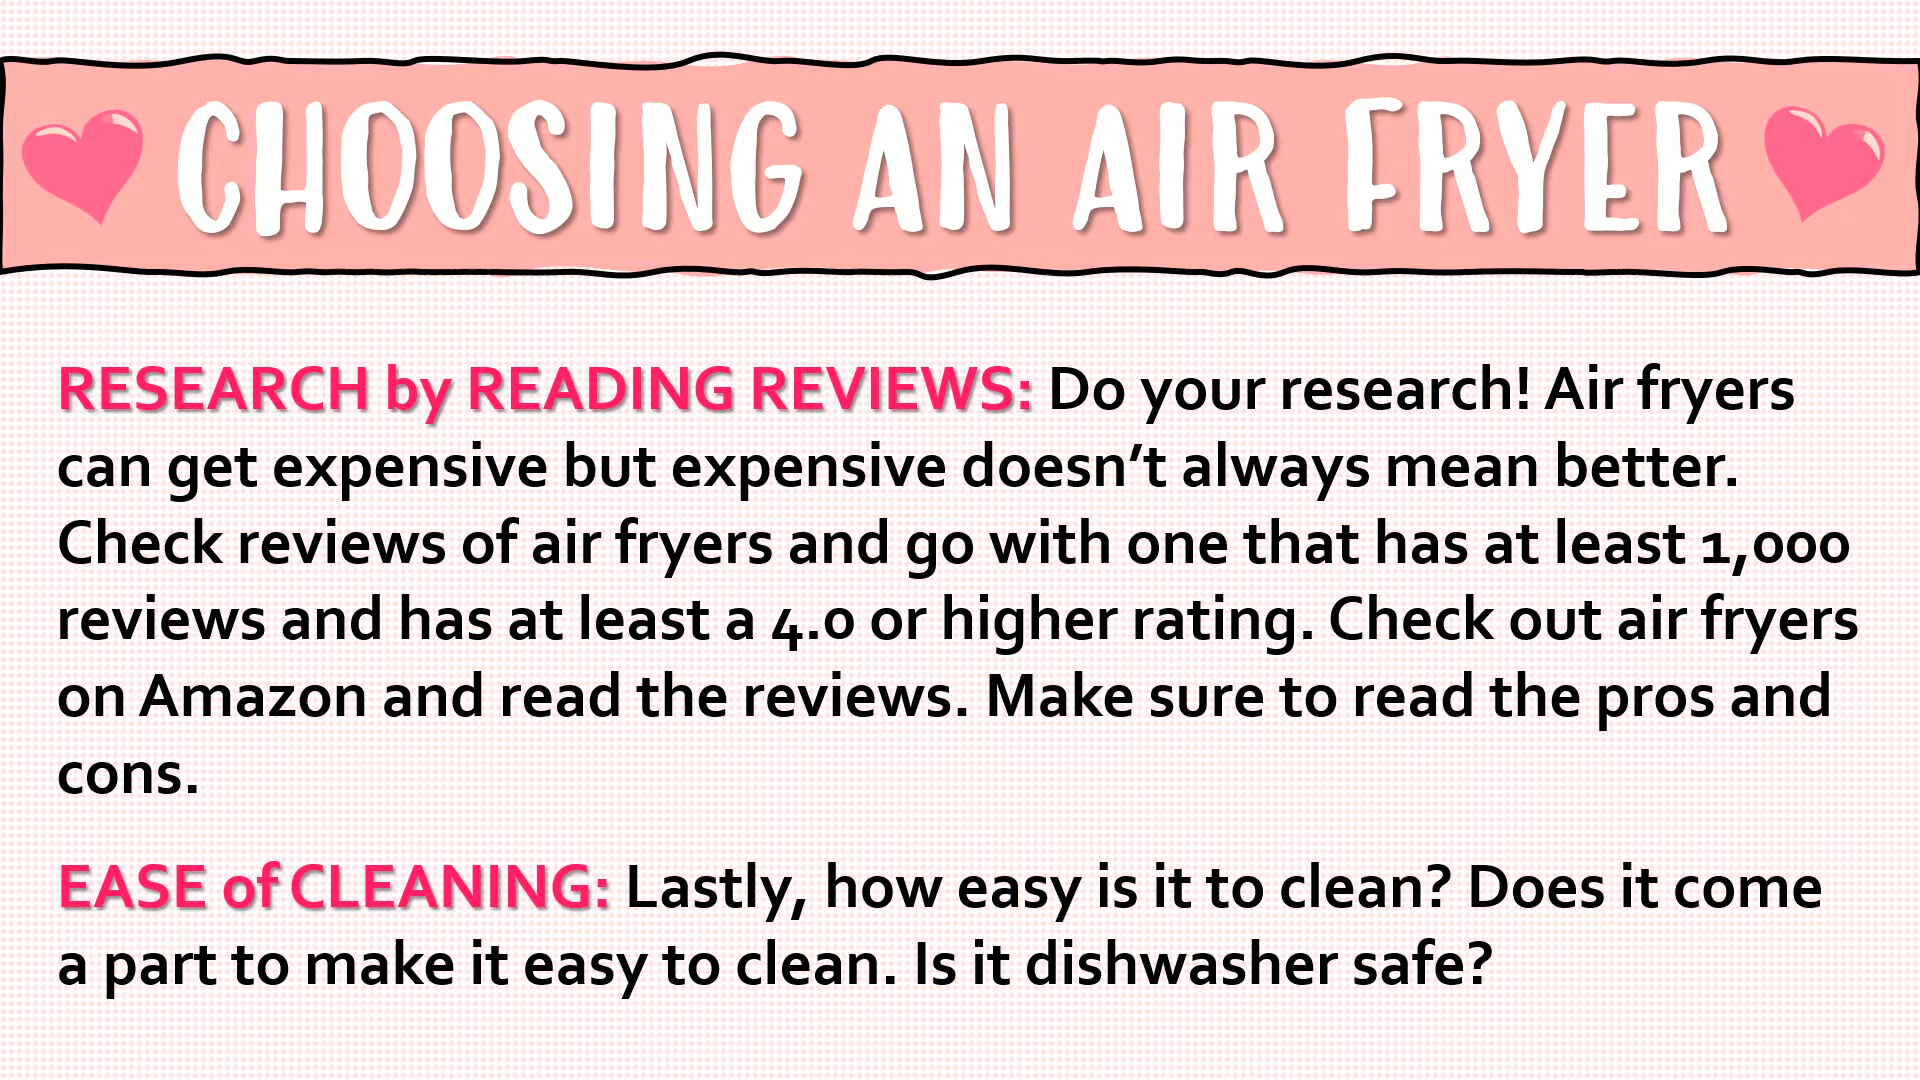 CHOOSING AN AIR FRYER
RESEARCH by READING REVIEWS: Do your research! Air fryers
can get expensive but expensive doesn’t always mean better.
Check reviews of air fryers and go with one that has at least 1,000
reviews and has at least a 4.0 or higher rating. Check out air fryers
on Amazon and read the reviews. Make sure to read the pros and
cons.
EASE of CLEANING: Lastly, how easy is it to clean? Does it come
a part to make it easy to clean. Is it dishwasher safe?